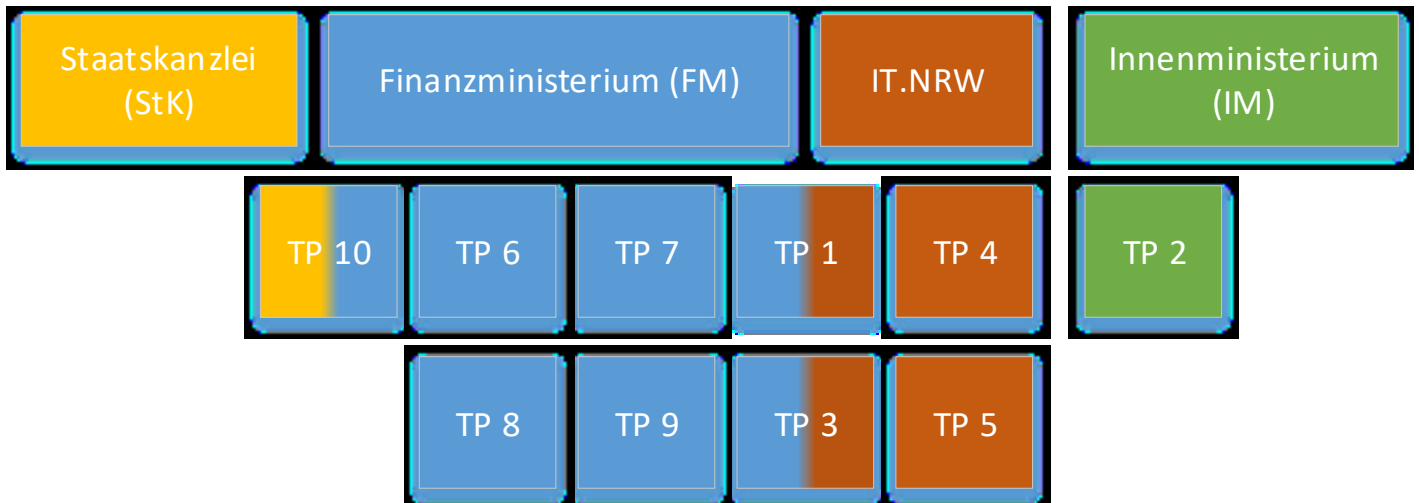 Staatskanzlei
(StK)
Finanzministerium (FM)
IT.NRW
Innenministerium
(IM)
TP 10
TP 6
TP 7
TP 1
TP 4
TP 2
TP 8
TP 9
TP 3
TP 5